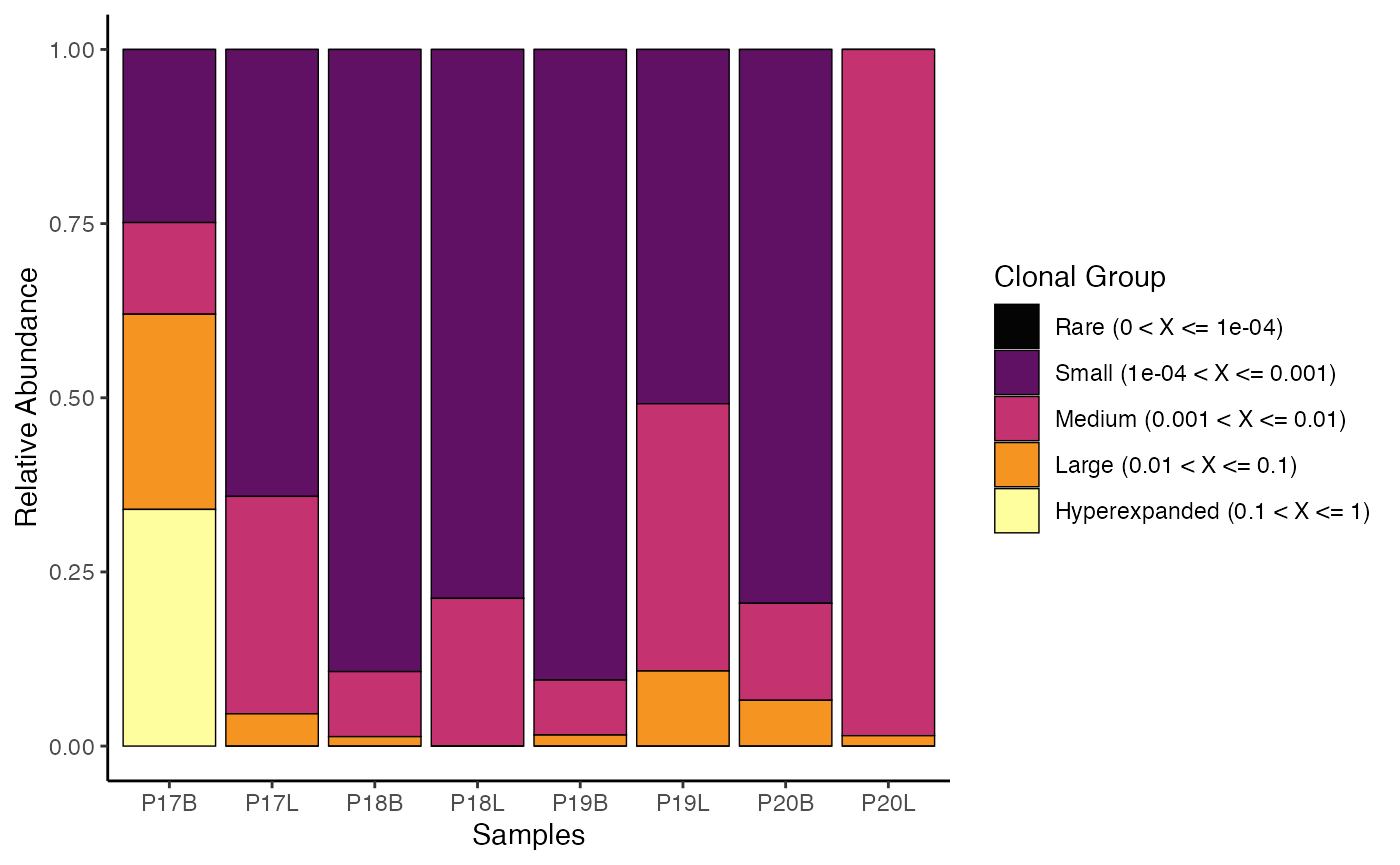 1.00
0.75
0.50
0.25
0.00
Relative Abundance
P17B P17L P18B P18L P19B P19L P20B P20L
Samples
Clonal Group
Rare (0 < X <= 1e-04)
Small (1e-04 < X <= 0.001)
Medium (0.001 < X <= 0.01)
Large (0.01 < X <= 0.1)
Hyperexpanded (0.1 < X <= 1)